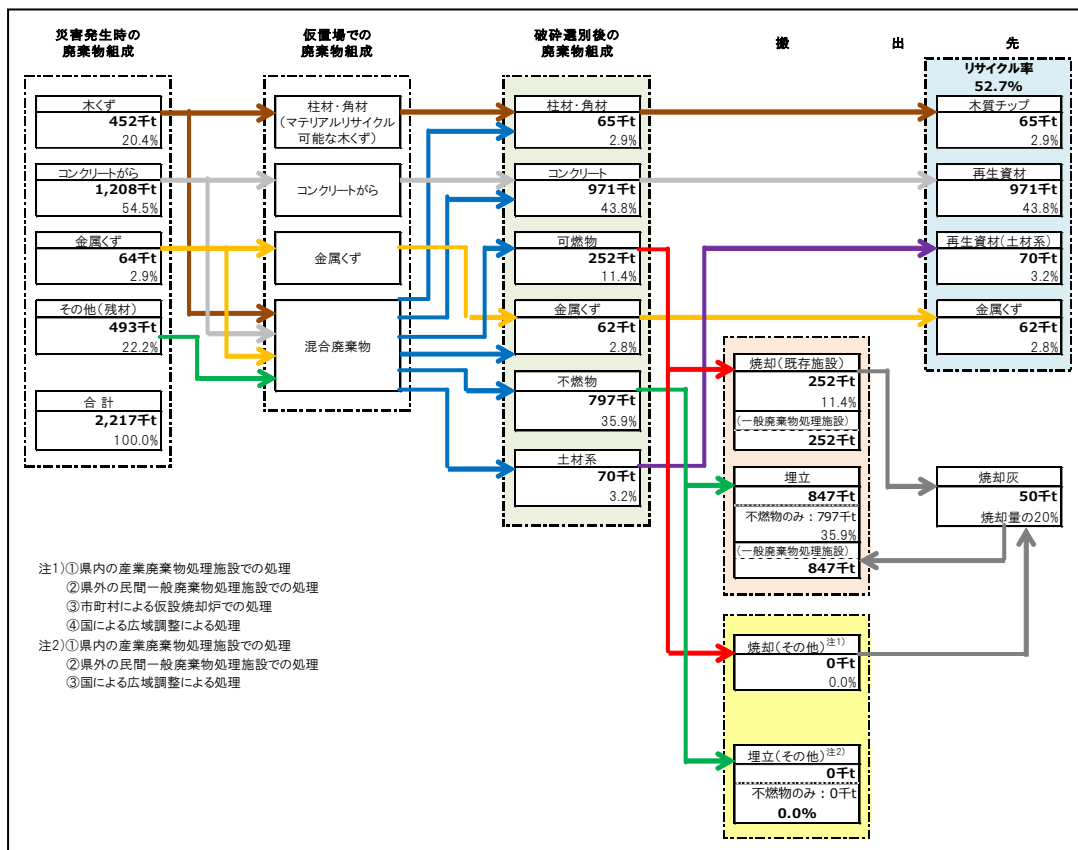 災害発生時の
廃棄物組成
仮置場での
廃棄物組成
破砕選別後の
廃棄物組成
搬 出 先
リサイクル率
52.7%
木くず
452千t
20.4%
コンクリートがら
1,208千t
54.5%
金属くず
64千t
2.9%
その他(残材)
493千t
22.2%
合計
2,217千t
100.0%
柱材・角材
(マテリアルリサイクル
可能な木くず)
コンクリートがら
金属くず
混合廃棄物
柱材・角材
65千t
2.9%
コンクリート
971千t
43.8%
可燃物
252千t
11.4%
金属くず
62千t
2.8%
不燃物
797千t
35.9%
土材系
70千t
3.2%
木質チップ
65千t
2.9%
再生資材
971千t
43.8%
再生資材(土材系)
70千t
3.2%
金属くず
62千t
2.8%
焼却(既存施設)
252千t
11.4%
(一般廃棄物処理施設)
252千t
埋立
847千t
不燃物のみ:797千t
35.9%
(一般廃棄物処理施設)
847千t
焼却灰
50千t
焼却量の20%
焼却(その他)注1)
0千t
0.0%
埋立(その他)注2)
0千t
不燃物のみ:0千t
0.0%
注1)①県内の産業廃棄物処理施設での処理
②県外の民間一般廃棄物処理施設での処理
③市町村による仮設焼却炉での処理
④国による広域調整による処理
注2)①県内の産業廃棄物処理施設での処理
②県外の民間一般廃棄物処理施設での処理
③国による広域調整による処理